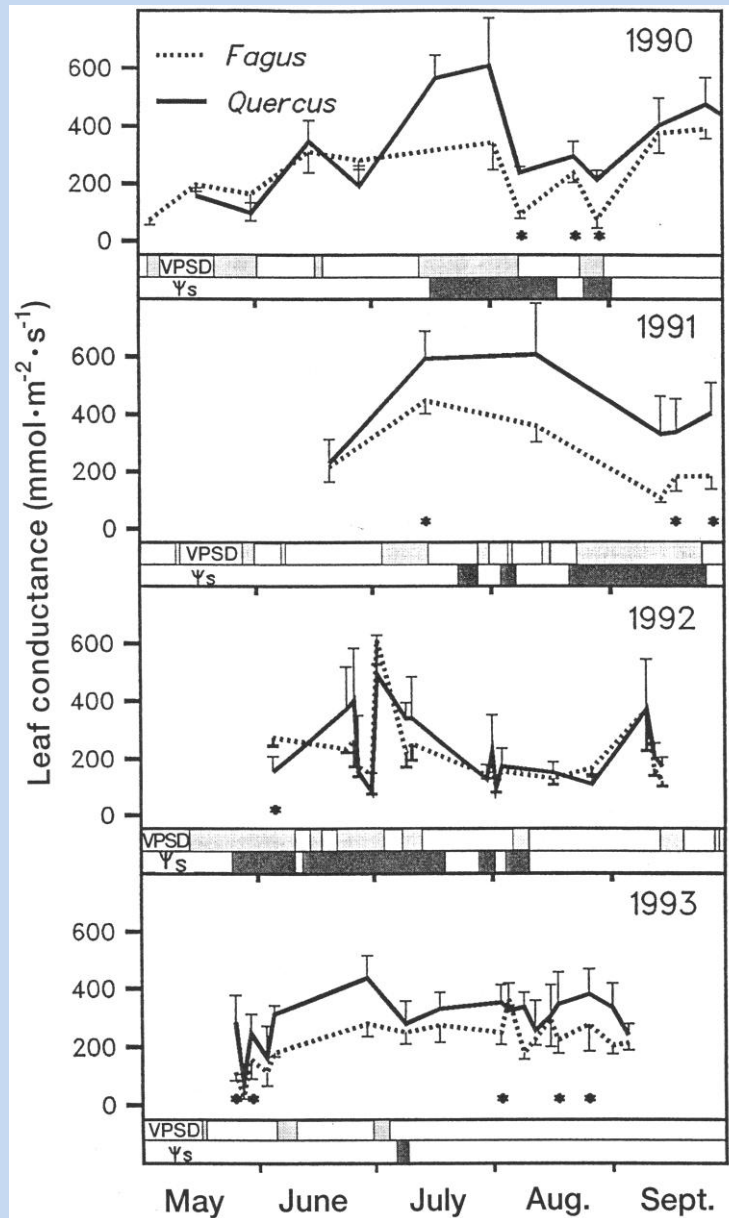 1990
Fagus
Quercus
600
400
200
0
* * *
VPSD
Ψs
1991
600
400
200
0
* * *
VPSD
Ψs
1992
600
400
200
0
*
VPSD
Ψs
1993
600
400
200
0
* * * * *
VPSD
Ψs
May June July Aug. Sept.
Leaf conductance (mmol·m⁻²·s⁻¹)